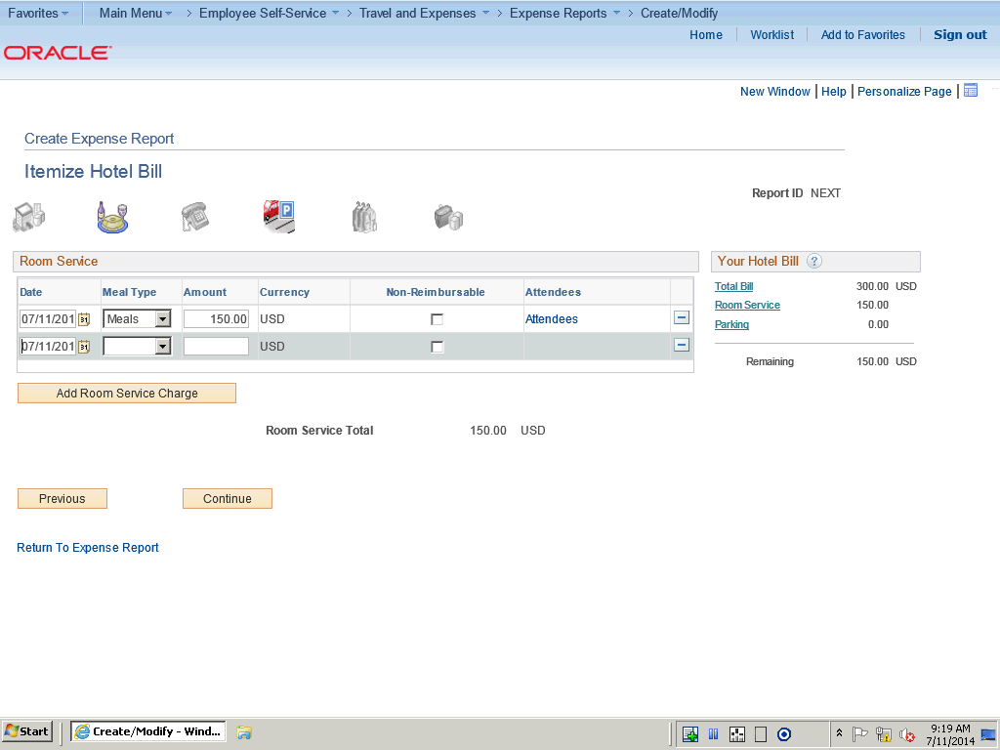 Favorites Main Menu > Employee Self-Service > Travel and Expenses > Expense Reports > Create/Modify
Home Worklist Add to Favorites Sign out
ORACLE
New Window | Help | Personalize Page |
Create Expense Report
Itemize Hotel Bill
Report ID NEXT
P
Room Service
Your Hotel Bill ?
Date Meal Type Amount Currency Non-Reimbursable Attendees
Total Bill 300.00 USD
Room Service 150.00
07/11/201 31 Meals 150.00 USD Attendees
Parking 0.00
07/11/201 31 USD
Remaining 150.00 USD
Add Room Service Charge
Room Service Total 150.00 USD
Previous Continue
Return To Expense Report
Start Create/Modify - Wind... 9:19 AM
7/11/2014